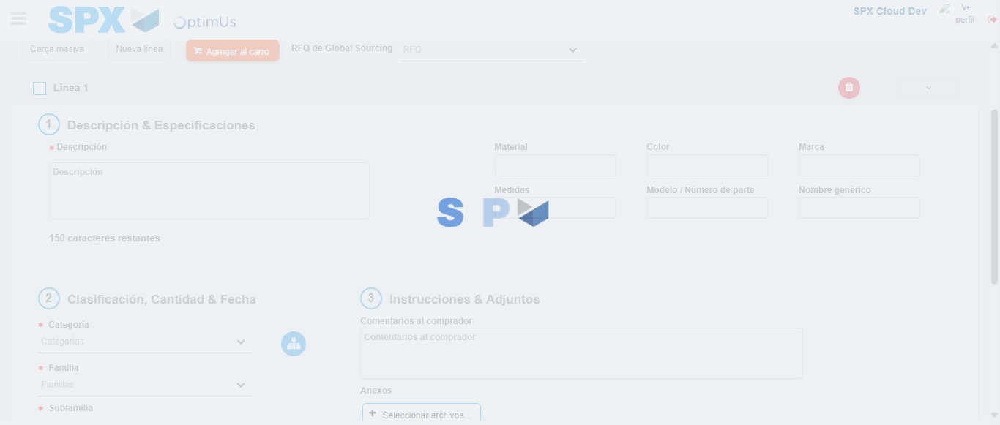 SPX
OptimUs
SPX Cloud Dev
Ve
perfil
Carga masiva
Nueva línea
Agregar al carro
RFQ de Global Sourcing
RFQ
Línea 1
1 Descripción & Especificaciones
* Descripción
Material
Color
Marca
Descripción
Medidas
Modelo / Número de parte
Nombre genérico
S P
150 caracteres restantes
2 Clasificación, Cantidad & Fecha
3 Instrucciones & Adjuntos
* Categoría
Categorías
Comentarios al comprador
Comentarios al comprador
* Familia
Familias
Anexos
* Subfamilia
+ Seleccionar archivos...